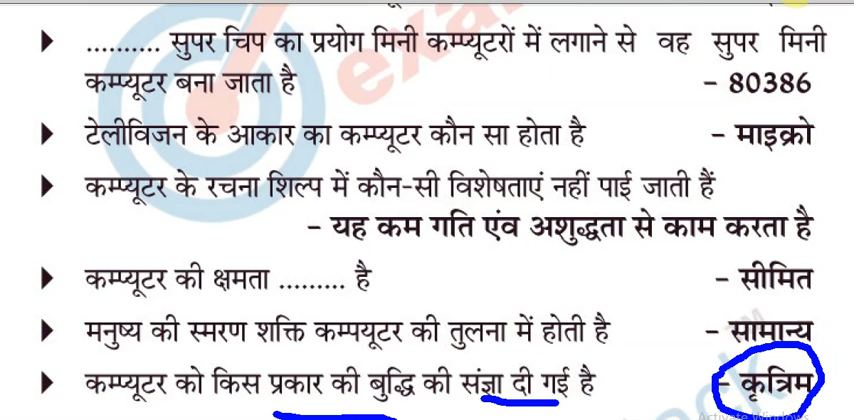 .......... सुपर चिप का प्रयोग मिनी कम्प्यूटरों में लगाने से वह सुपर मिनी
कम्प्यूटर बना जाता है – 80386
टेलीविजन के आकार का कम्प्यूटर कौन सा होता है – माइक्रो
कम्प्यूटर के रचना शिल्प में कौन-सी विशेषताएं नहीं पाई जाती हैं
– यह कम गति एंव अशुद्धता से काम करता है
कम्प्यूटर की क्षमता ......... है – सीमित
मनुष्य की स्मरण शक्ति कम्पयूटर की तुलना में होती है – सामान्य
कम्प्यूटर को किस प्रकार की बुद्धि की संज्ञा दी गई है – कृत्रिम